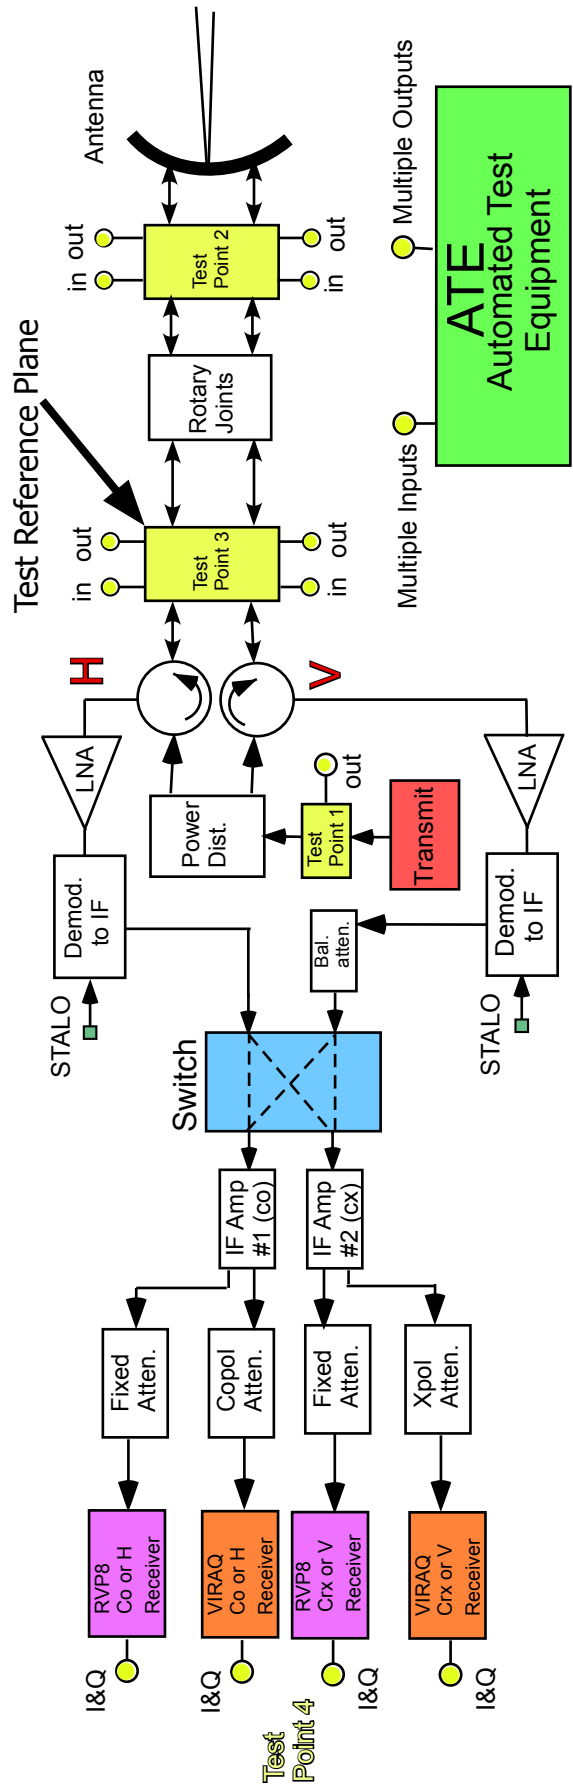 Antenna
Test Reference Plane
in
out
in
out
H
LNA
Demod.
to IF
STALO
Test
Point 3
Rotary
Joints
Test
Point 2
in
out
in
out
V
Power
Dist.
Test
Point 1
out
Transmit
LNA
Demod.
to IF
STALO
Bal.
atten.
Switch
IF Amp
#1 (co)
IF Amp
#2 (cx)
Fixed
Atten.
Copol
Atten.
Fixed
Atten.
Xpol
Atten.
RVP8
Co or H
Receiver
VIRAQ
Co or H
Receiver
RVP8
Crx or V
Receiver
VIRAQ
Crx or V
Receiver
I&Q
I&Q
I&Q
I&Q
Test
Point 4
Multiple Inputs
Multiple Outputs
ATE
Automated Test
Equipment